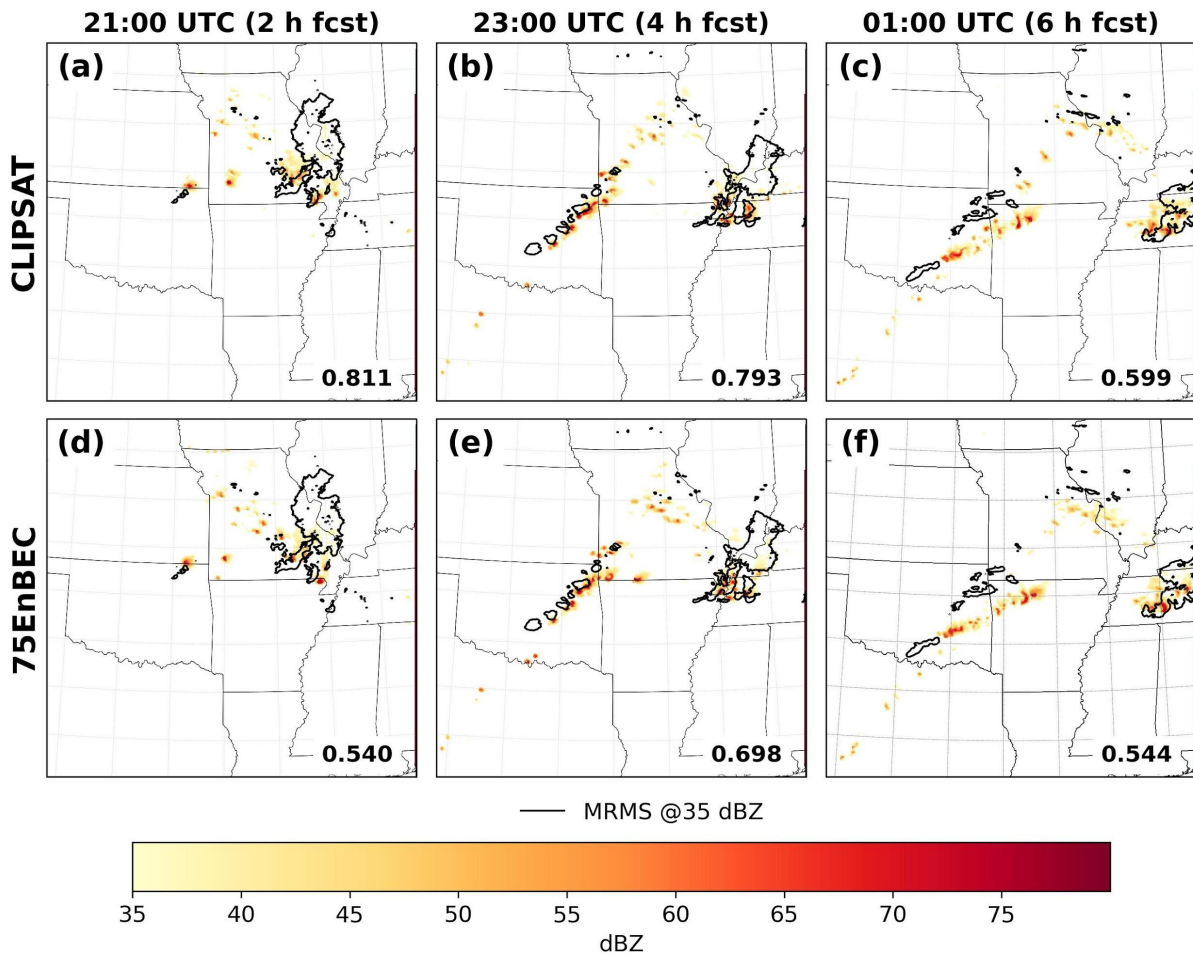 21:00 UTC (2 h fcst)
23:00 UTC (4 h fcst)
01:00 UTC (6 h fcst)
CLIPSAT
(a)
(b)
(c)
0.811
0.793
0.599
75EnBEC
(d)
(e)
(f)
0.540
0.698
0.544
MRMS @35 dBZ
35 40 45 50 55 60 65 70 75
dBZ